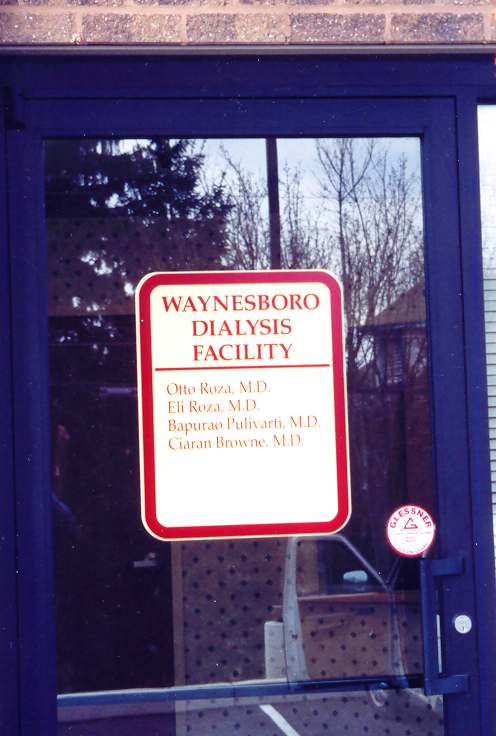 WAYNESBORO
DIALYSIS
FACILITY
Otto Roza, M.D.
Eli Roza, M.D.
Bapurao Pulivarti, M.D.
Ciaran Browne, M.D.
GLESSNER